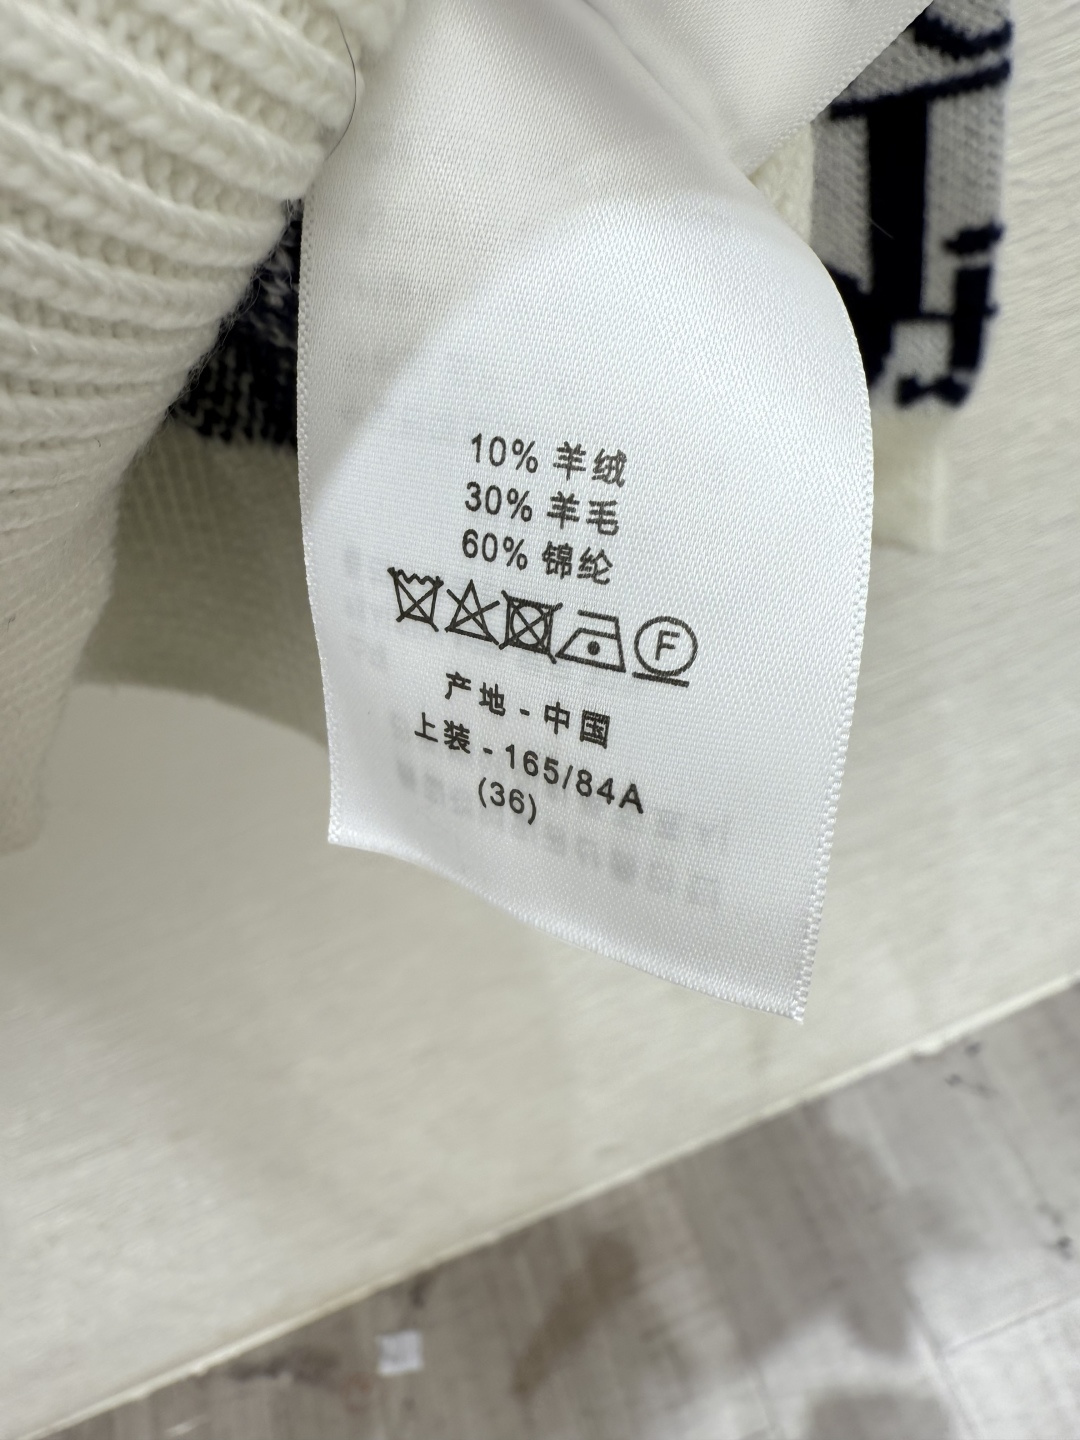 10% 羊绒
30% 羊毛
60% 锦纶
F
产地 - 中国
上装 - 165/84A
(36)